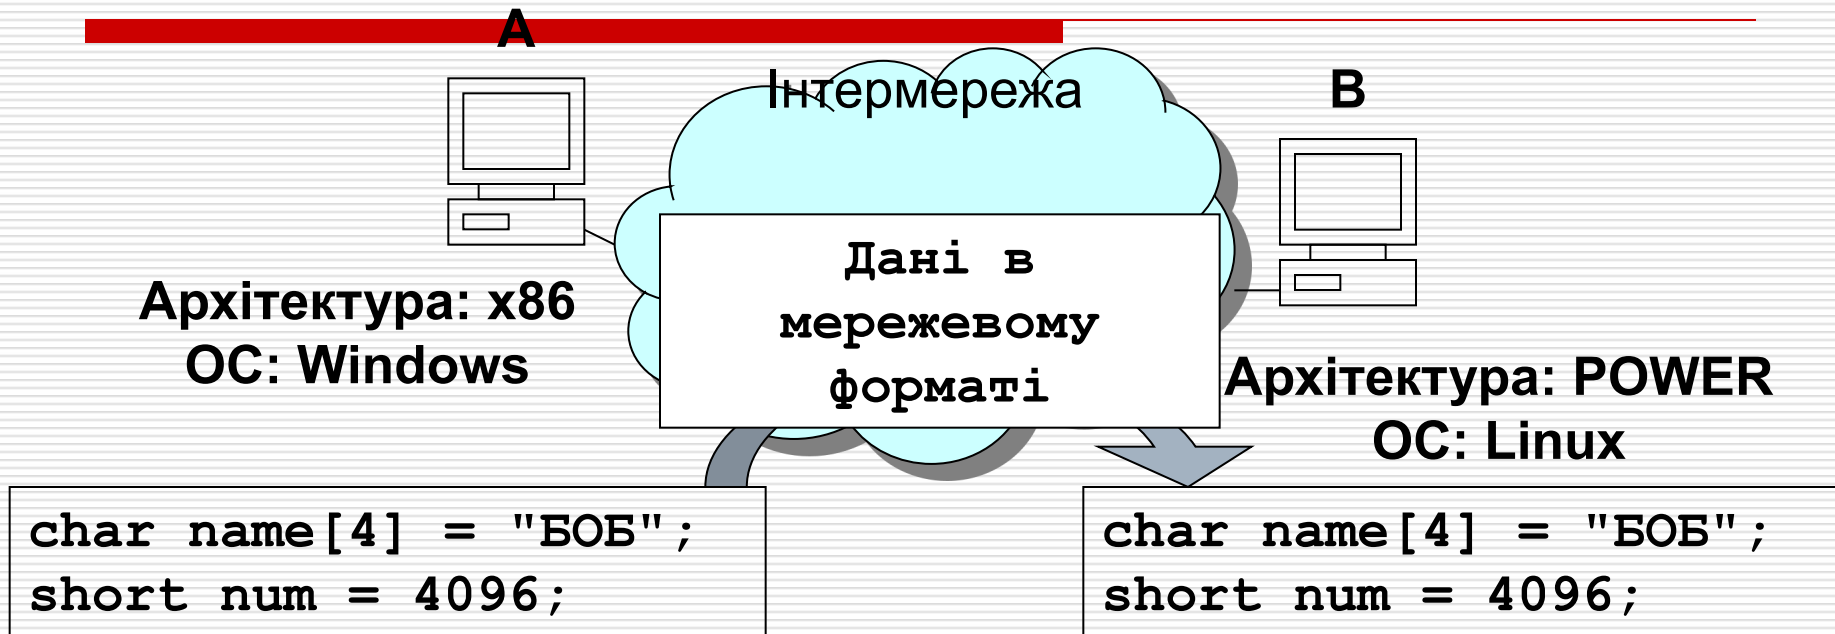 A
Інтермережа
B
Дані в
мережевому
форматі
Архітектура: x86
ОС: Windows
Архітектура: POWER
ОС: Linux
char name[4] = "БОБ";
short num = 4096;
char name[4] = "БОБ";
short num = 4096;